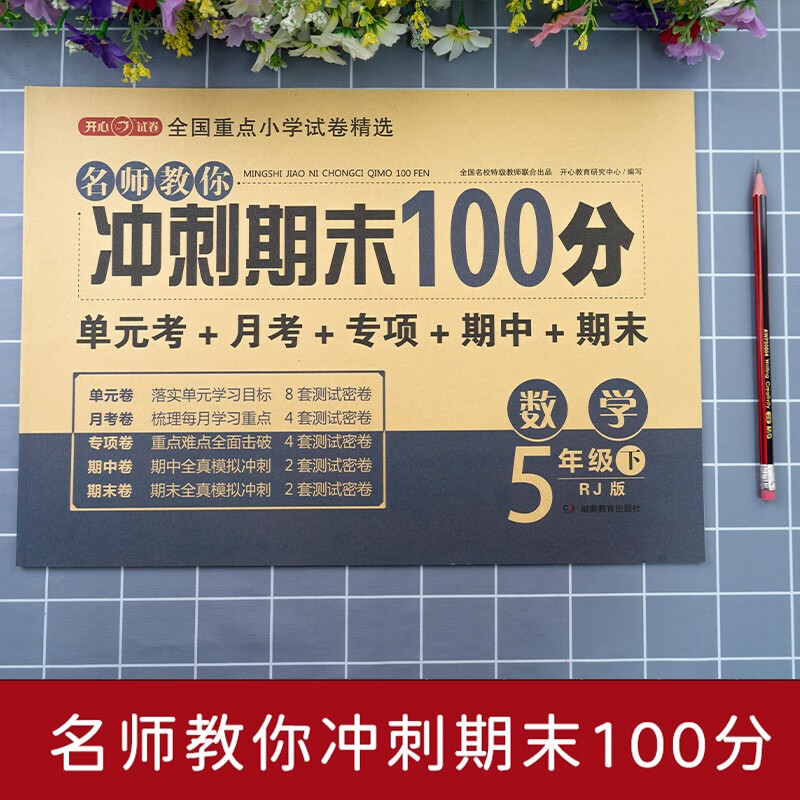 开心试卷 全国重点小学试卷精选
名师教你 MINGSHI JIAO NI CHONGCI QIMO 100 FEN 全国名校特级教师联合出品 开心教育研究中心/编写
冲刺期末100分
单元考+月考+专项+期中+期末
单元卷 落实单元学习目标 8套测试密卷
月考卷 梳理每月学习重点 4套测试密卷
专项卷 重点难点全面击破 4套测试密卷
期中卷 期中全真模拟冲刺 2套测试密卷
期末卷 期末全真模拟冲刺 2套测试密卷
数学
5年级下
RJ版
湖南教育出版社
AWP30804 Writing Creativity 2B M&G
名师教你冲刺期末100分